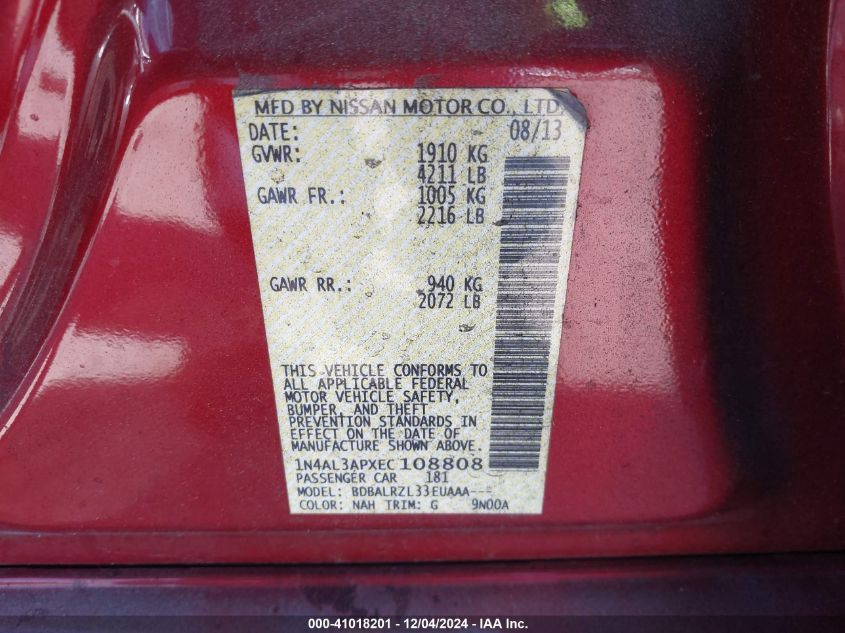 MFD BY NISSAN MOTOR CO., LTD.
DATE: 08/13
GVWR: 1910 KG
4211 LB
GAWR FR.: 1005 KG
2216 LB
GAWR RR.: 940 KG
2072 LB
THIS VEHICLE CONFORMS TO
ALL APPLICABLE FEDERAL
MOTOR VEHICLE SAFETY,
BUMPER, AND THEFT
PREVENTION STANDARDS IN
EFFECT ON THE DATE OF
MANUFACTURE SHOWN ABOVE.
1N4AL3APXEC108808
PASSENGER CAR 181
MODEL: BDBALRZL33EUAAA---
COLOR: NAH TRIM: G 9N00A
000-41018201 - 12/04/2024 - IAA Inc.